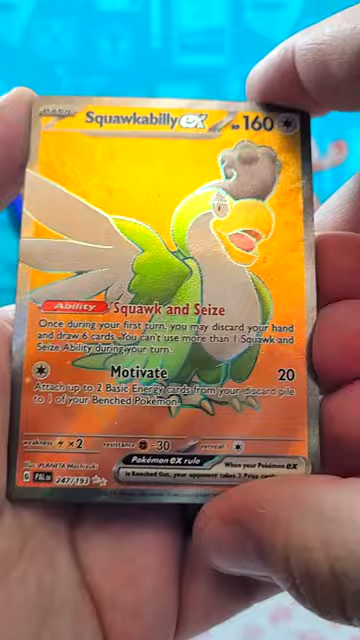 BASIC
Squawkabilly ex HP 160
Ability Squawk and Seize
Once during your first turn, you may discard your hand
and draw 6 cards. You can't use more than 1 Squawk and
Seize Ability during your turn.
Motivate 20
Attach up to 2 Basic Energy cards from your discard pile
to 1 of your Benched Pokémon.
weakness ×2 resistance -30 retreat
Illus. PLANETA Mochizuki
Pokémon ex rule
When your Pokémon ex
is Knocked Out, your opponent takes 2 Prize cards.
G PAL EN 247/193